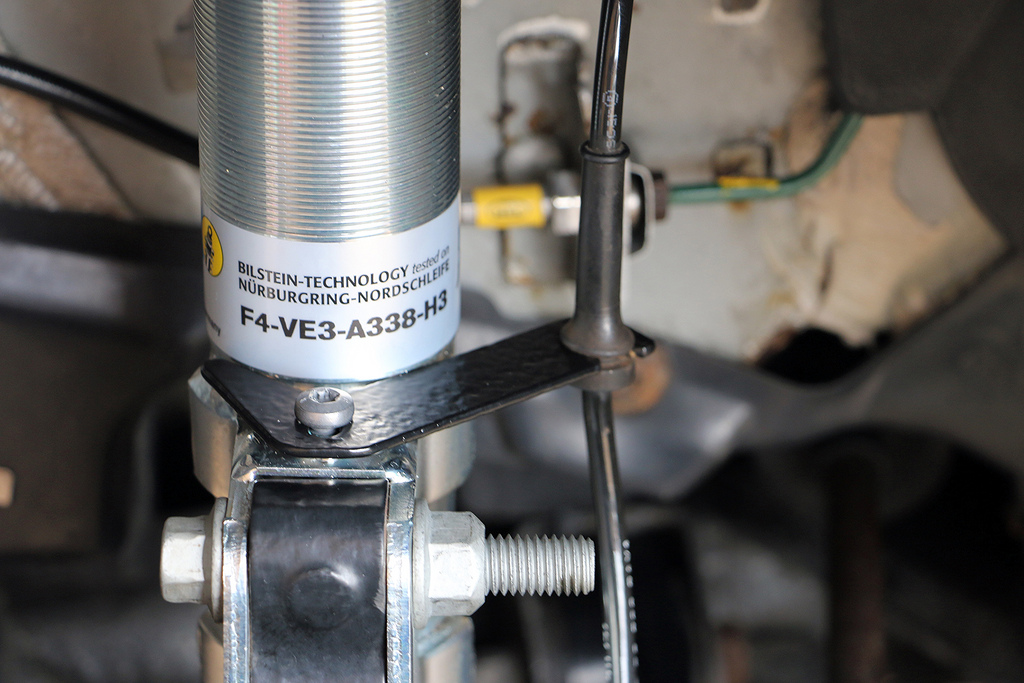 BILSTEIN-TECHNOLOGY tested on
NÜRBURGRING-NORDSCHLEIFE
F4-VE3-A338-H3